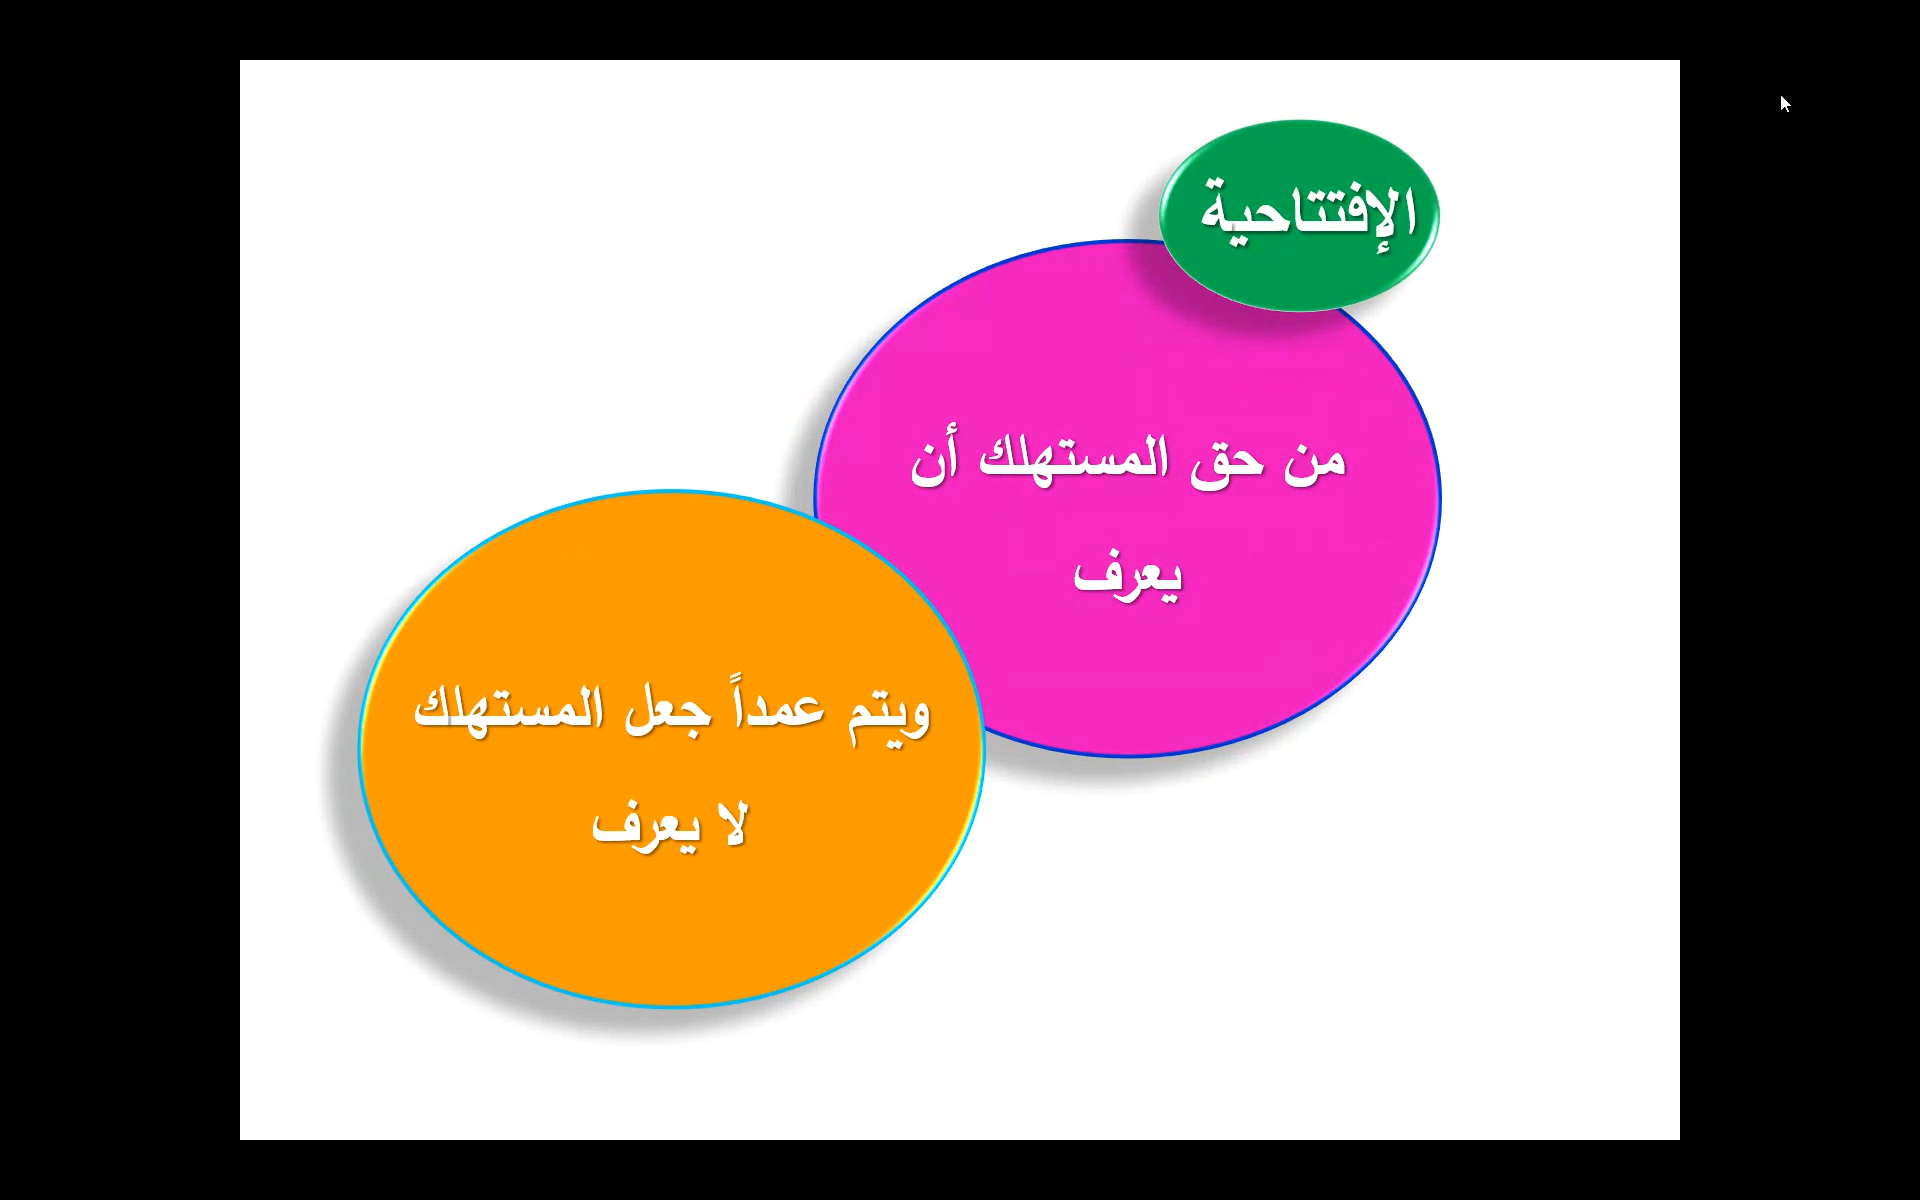 الإفتتاحية
من حق المستهلك أن
يعرف
ويتم عمداً جعل المستهلك
لا يعرف